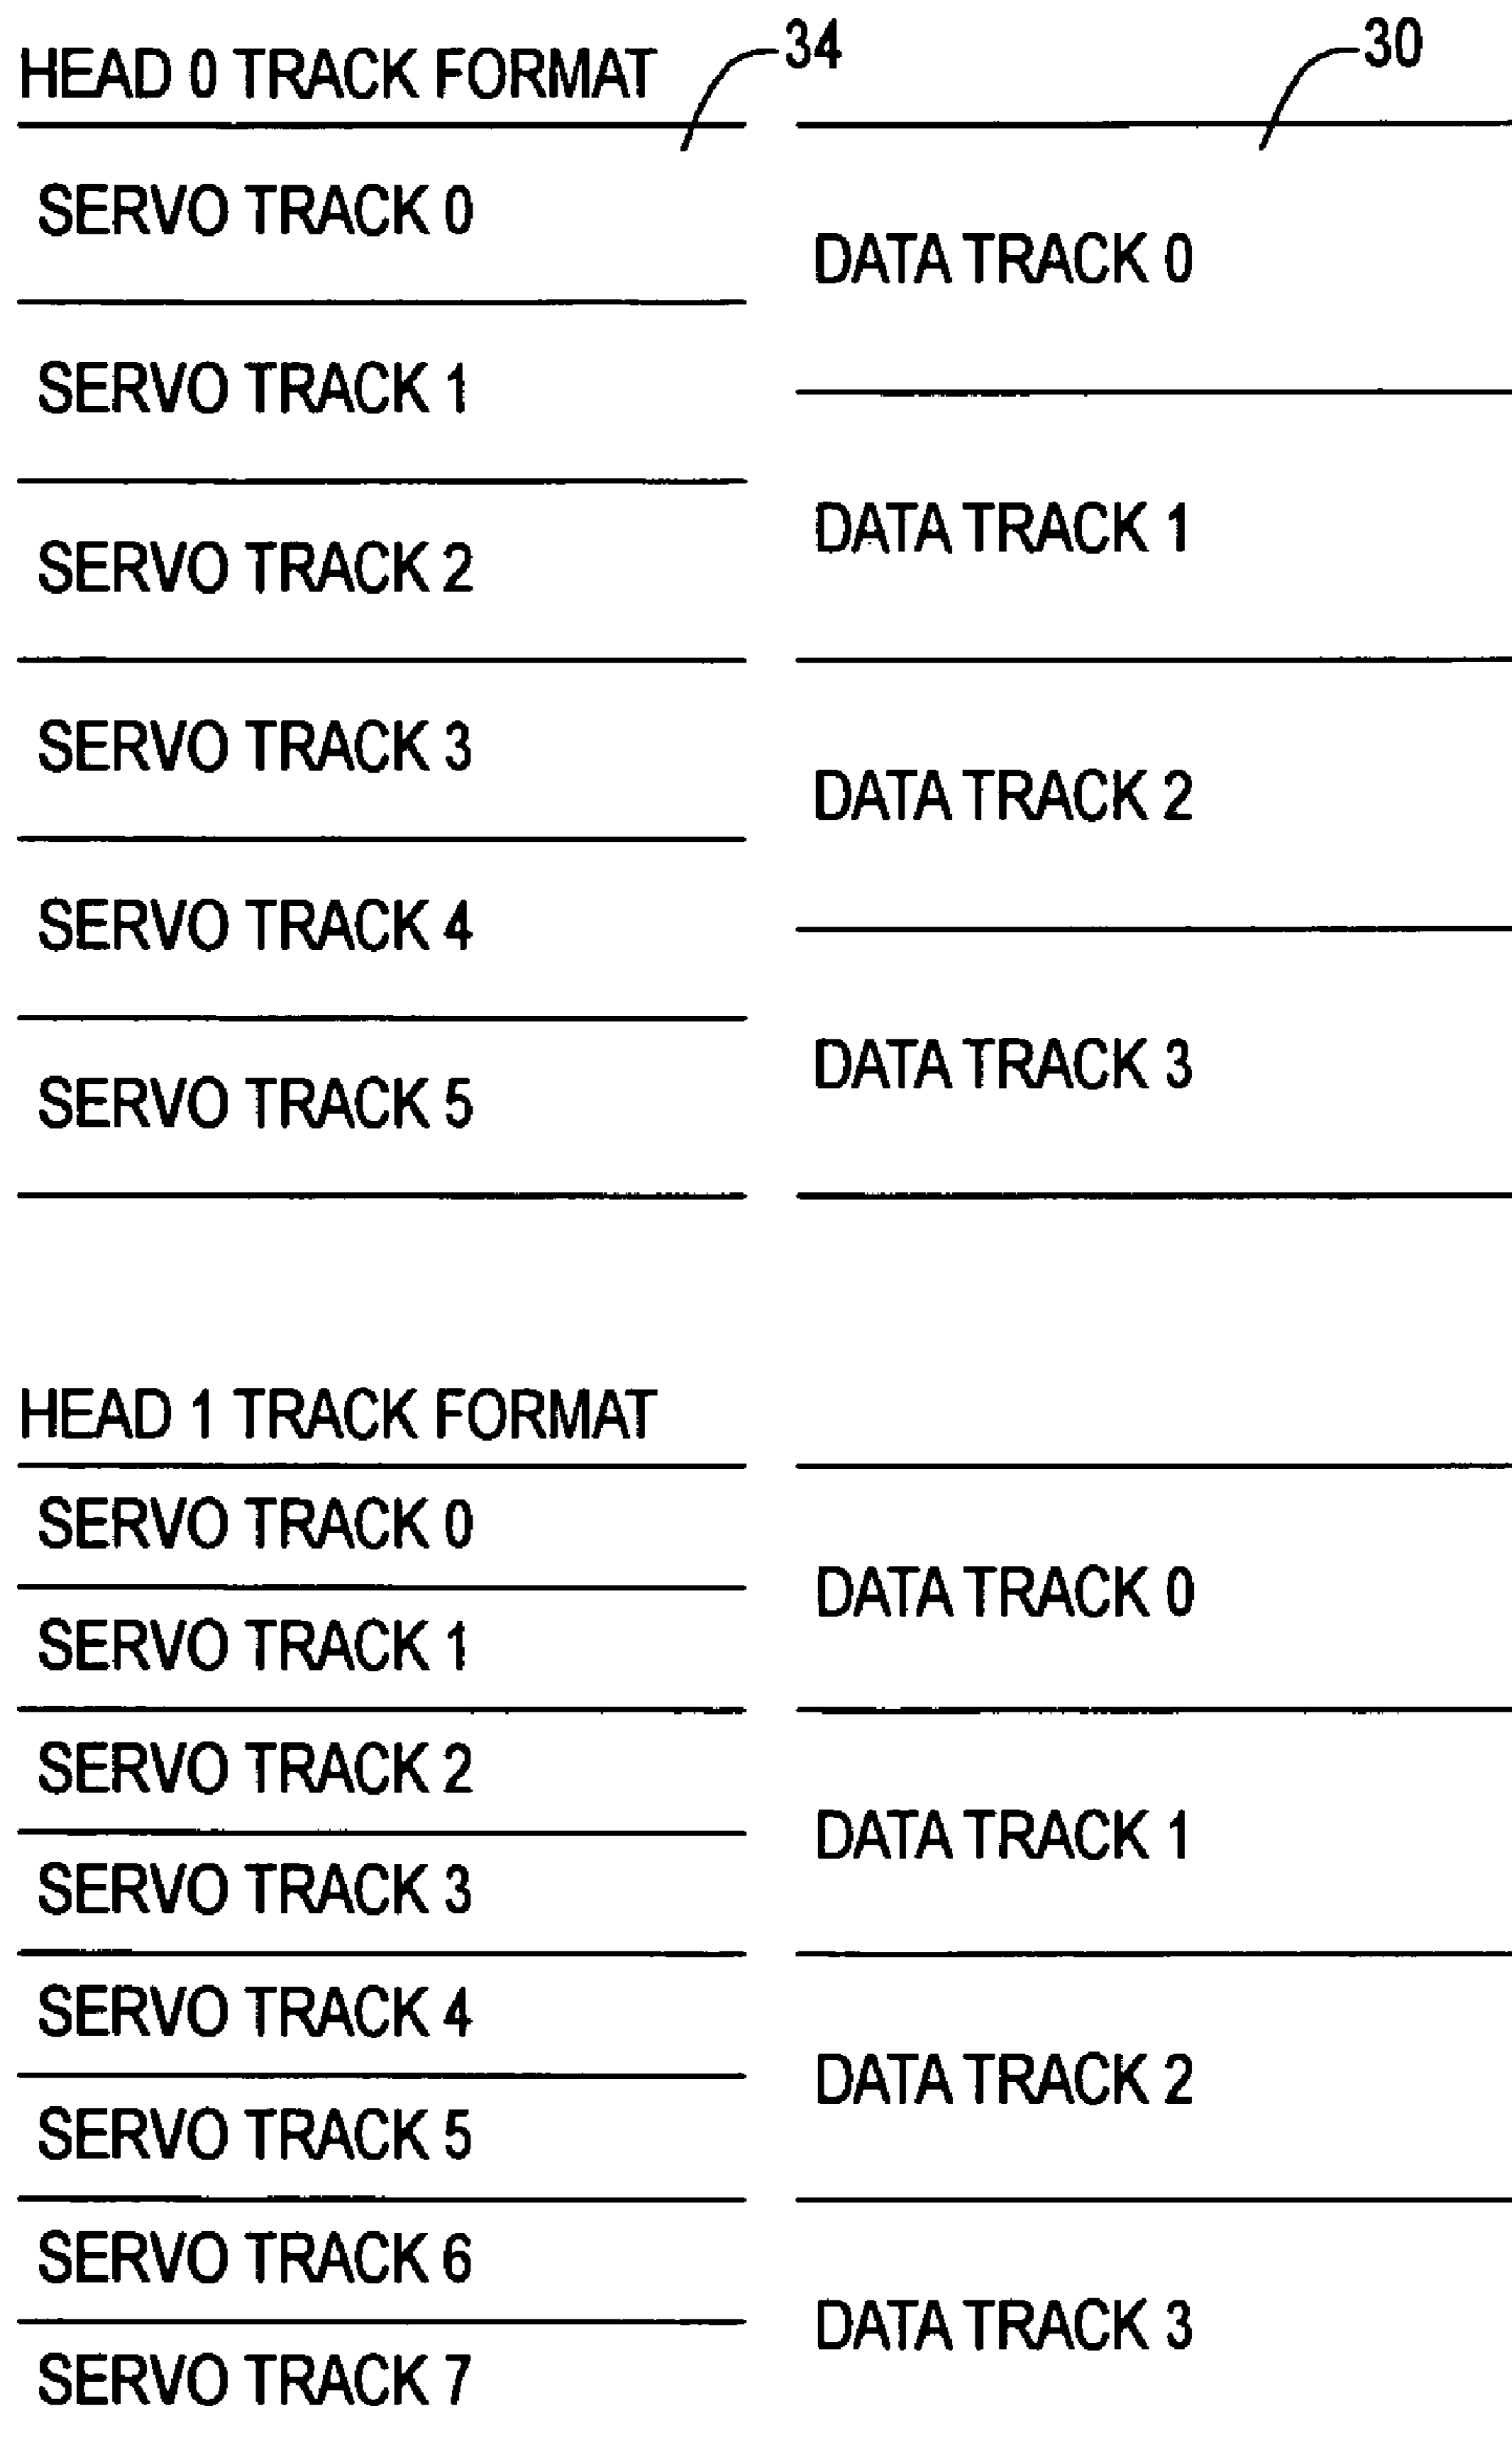 HEAD 0 TRACK FORMAT
34
30
SERVO TRACK 0
DATA TRACK 0
SERVO TRACK 1
DATA TRACK 1
SERVO TRACK 2
SERVO TRACK 3
DATA TRACK 2
SERVO TRACK 4
DATA TRACK 3
SERVO TRACK 5
HEAD 1 TRACK FORMAT
SERVO TRACK 0
DATA TRACK 0
SERVO TRACK 1
SERVO TRACK 2
DATA TRACK 1
SERVO TRACK 3
SERVO TRACK 4
DATA TRACK 2
SERVO TRACK 5
SERVO TRACK 6
DATA TRACK 3
SERVO TRACK 7